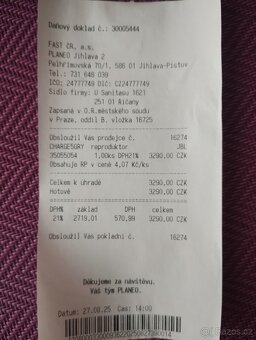 Daňový doklad č.: 30005444
FAST ČR, a.s.
PLANEO Jihlava 2
Pelhřimovská 70/1, 586 01 Jihlava-Pístov
Tel.: 731 648 039
IČO: 24777749 DIČ: CZ24777749
Sídlo firmy: U Sanitasu 1621
251 01 Říčany
Zapsaná v O.R.městského soudu
v Praze, oddíl B. vložka 16725
Obsloužil Vás prodejce č. 16274
CHARGE5GRY reproduktor JBL
35055054 1,00ks DPH21% 3290,00 CZK
Obsahuje RP v ceně 4,07 Kč/ks
Celkem k úhradě 3290,00 CZK
Hotově 3290,00 CZK
DPH% základ DPH celkem
21% 2719,01 570,99 3290,00 CZK
Obsloužil Vás pokladní č. 16274
Děkujeme za návštěvu.
Váš tým PLANEO.
Datum: 27.08.25 Čas: 14:00
bazoš.cz